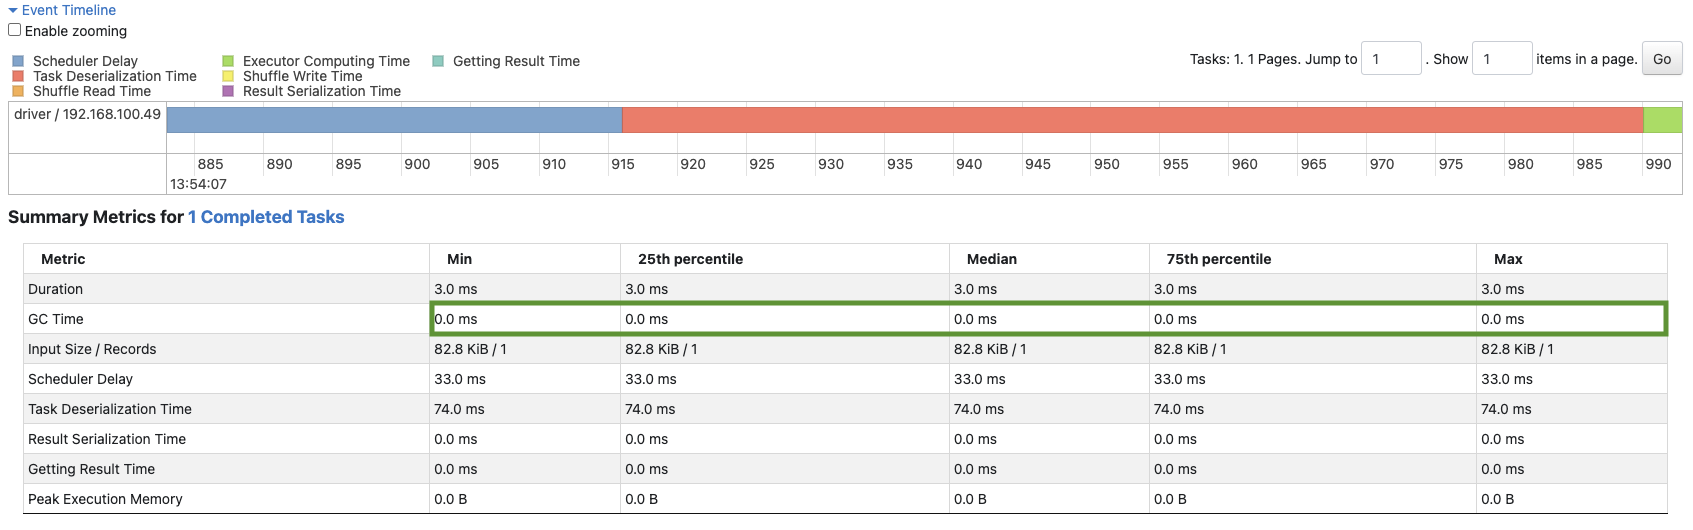 Event Timeline
Enable zooming
Scheduler Delay Executor Computing Time Getting Result Time
Task Deserialization Time Shuffle Write Time
Shuffle Read Time Result Serialization Time
Tasks: 1. 1 Pages. Jump to 1 . Show 1 items in a page. Go
driver / 192.168.100.49
885 890 895 900 905 910 915 920 925 930 935 940 945 950 955 960 965 970 975 980 985 990
13:54:07
Summary Metrics for 1 Completed Tasks
Metric Min 25th percentile Median 75th percentile Max
Duration 3.0 ms 3.0 ms 3.0 ms 3.0 ms 3.0 ms
GC Time 0.0 ms 0.0 ms 0.0 ms 0.0 ms 0.0 ms
Input Size / Records 82.8 KiB / 1 82.8 KiB / 1 82.8 KiB / 1 82.8 KiB / 1 82.8 KiB / 1
Scheduler Delay 33.0 ms 33.0 ms 33.0 ms 33.0 ms 33.0 ms
Task Deserialization Time 74.0 ms 74.0 ms 74.0 ms 74.0 ms 74.0 ms
Result Serialization Time 0.0 ms 0.0 ms 0.0 ms 0.0 ms 0.0 ms
Getting Result Time 0.0 ms 0.0 ms 0.0 ms 0.0 ms 0.0 ms
Peak Execution Memory 0.0 B 0.0 B 0.0 B 0.0 B 0.0 B